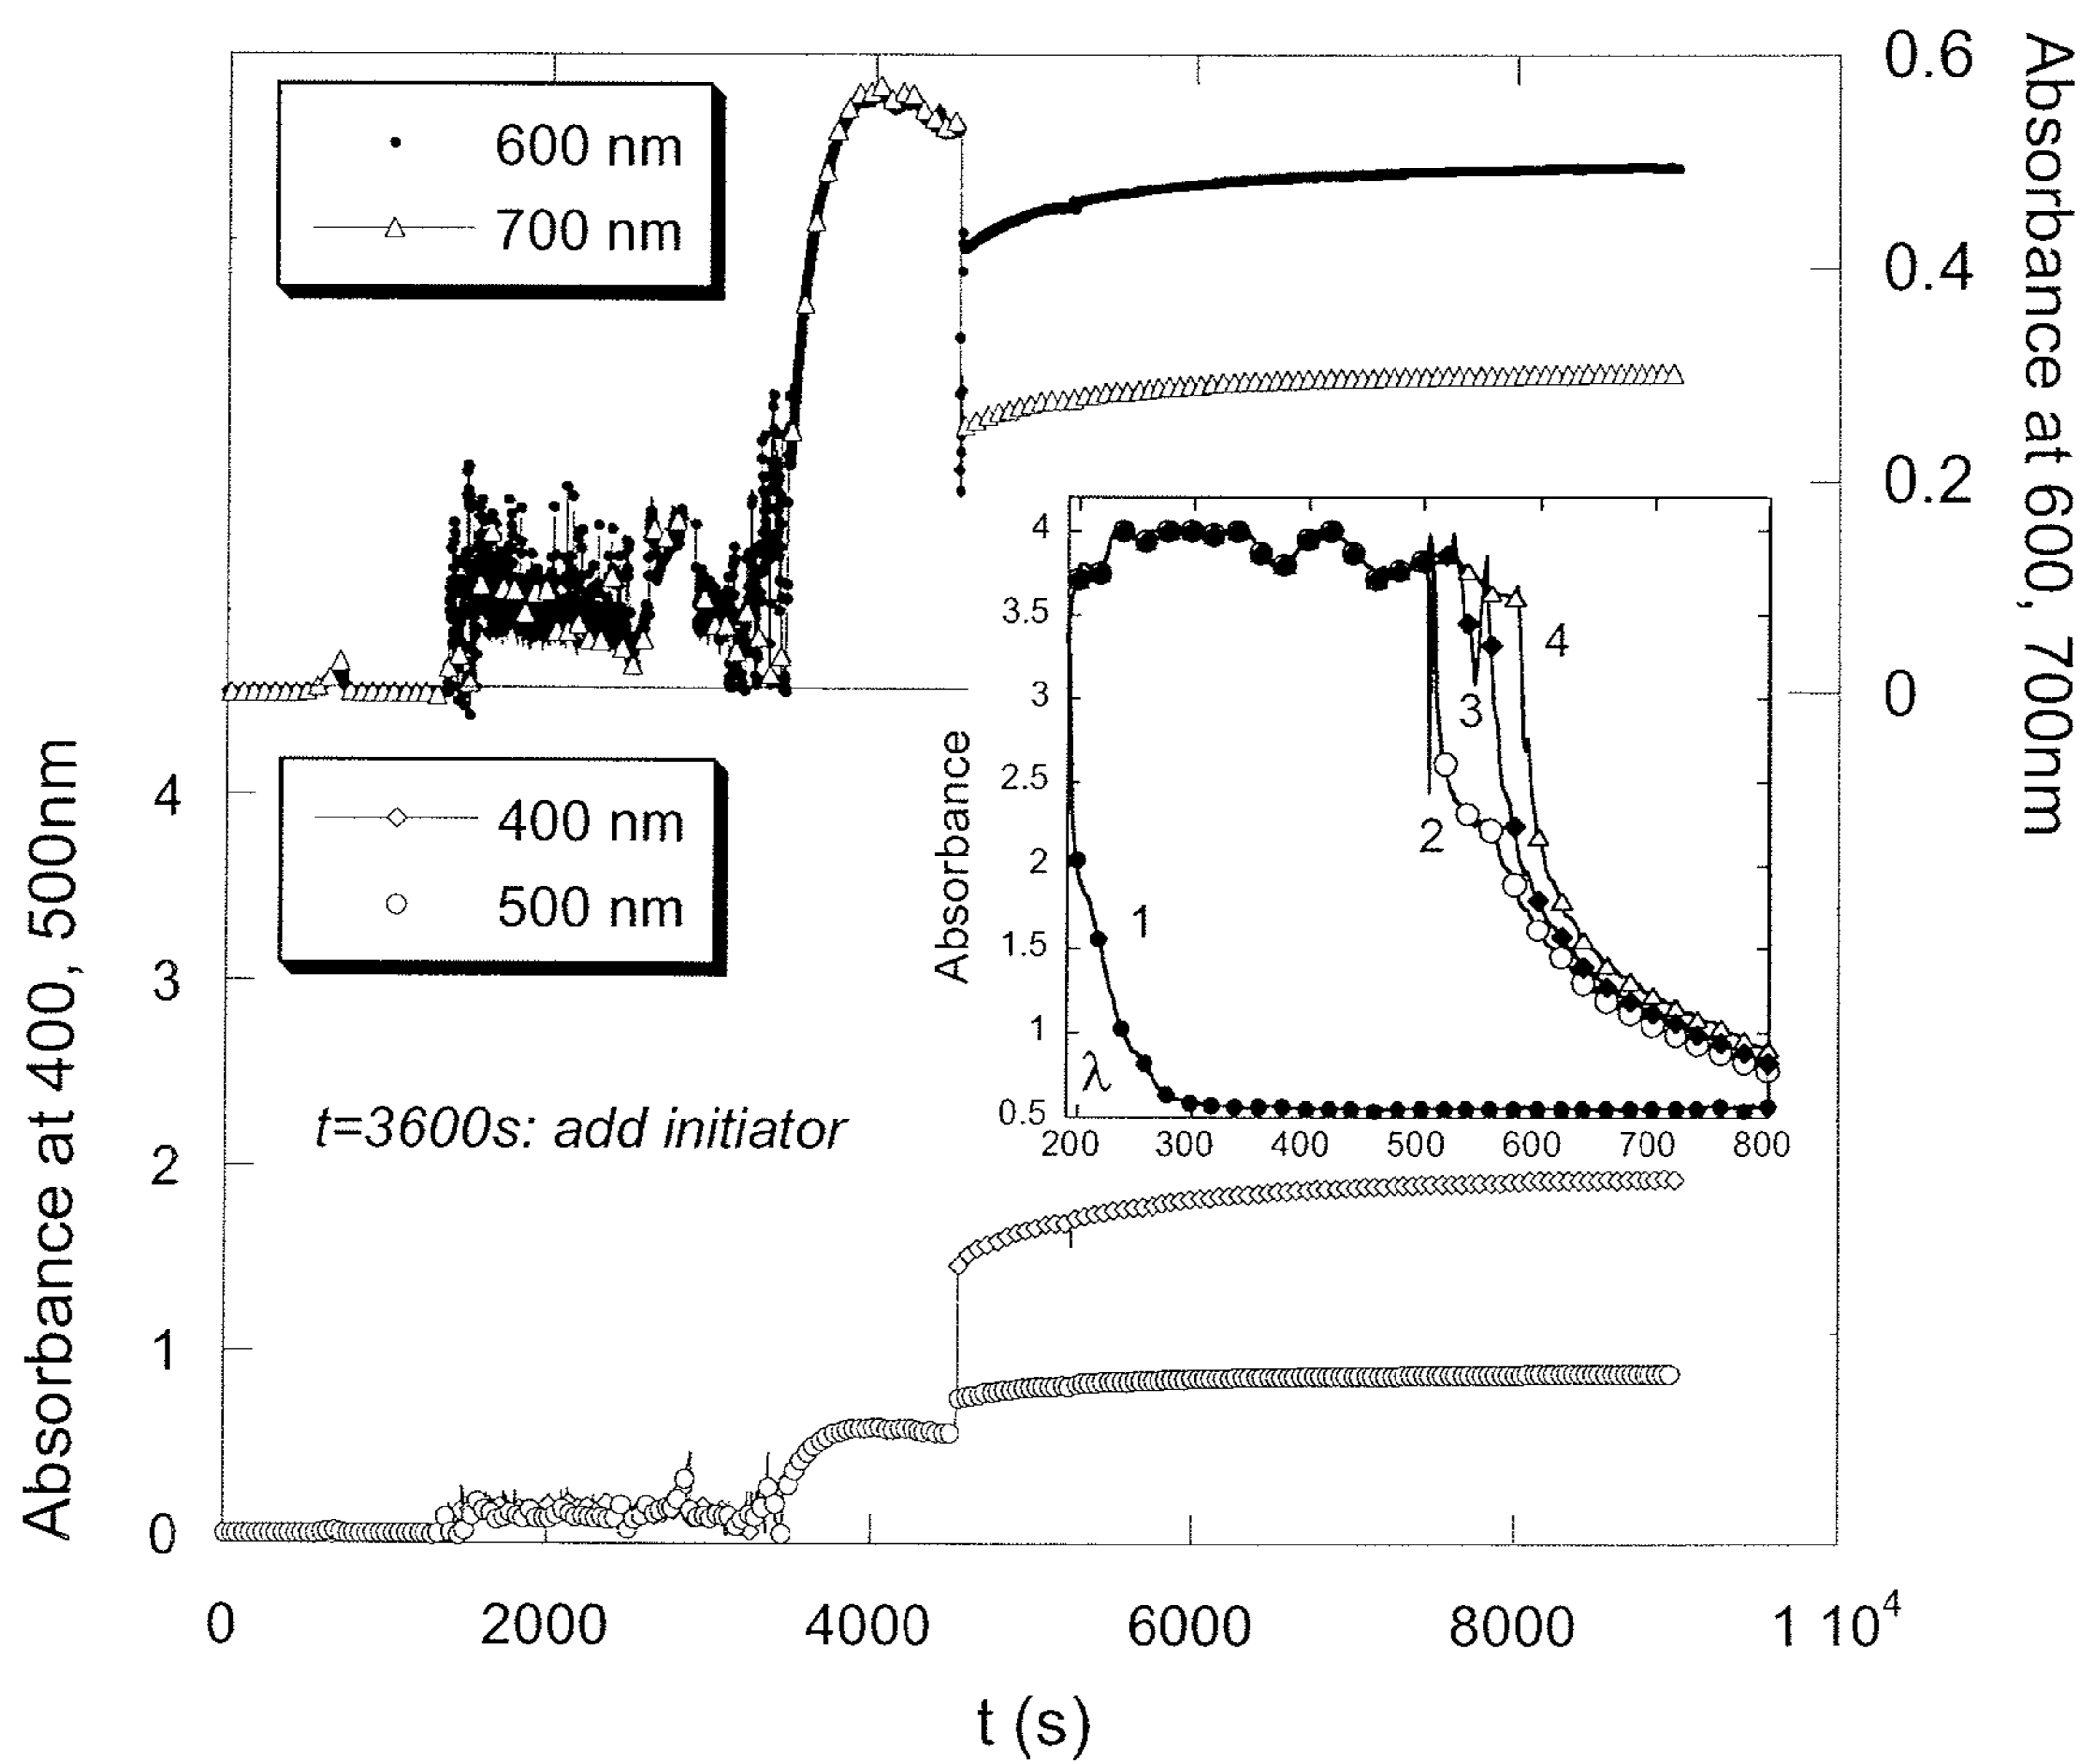 0.6
0.4
0.2
0
Absorbance at 600, 700nm
600 nm
700 nm
Absorbance at 400, 500nm
4
3
2
1
0
400 nm
500 nm
t=3600s: add initiator
Absorbance
4
3.5
3
2.5
2
1.5
1
0.5
1
2
3
4
λ
200 300 400 500 600 700 800
0 2000 4000 6000 8000 1 10⁴
t (s)